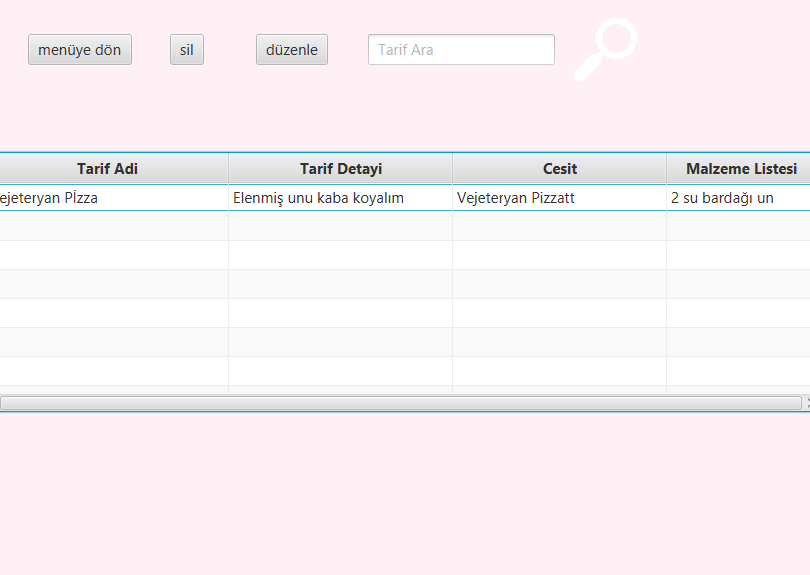 menüye dön sil düzenle Tarif Ara
Tarif Adi Tarif Detayi Cesit Malzeme Listesi
ejeteryan Pİzza Elenmiş unu kaba koyalım Vejeteryan Pizzatt 2 su bardağı un